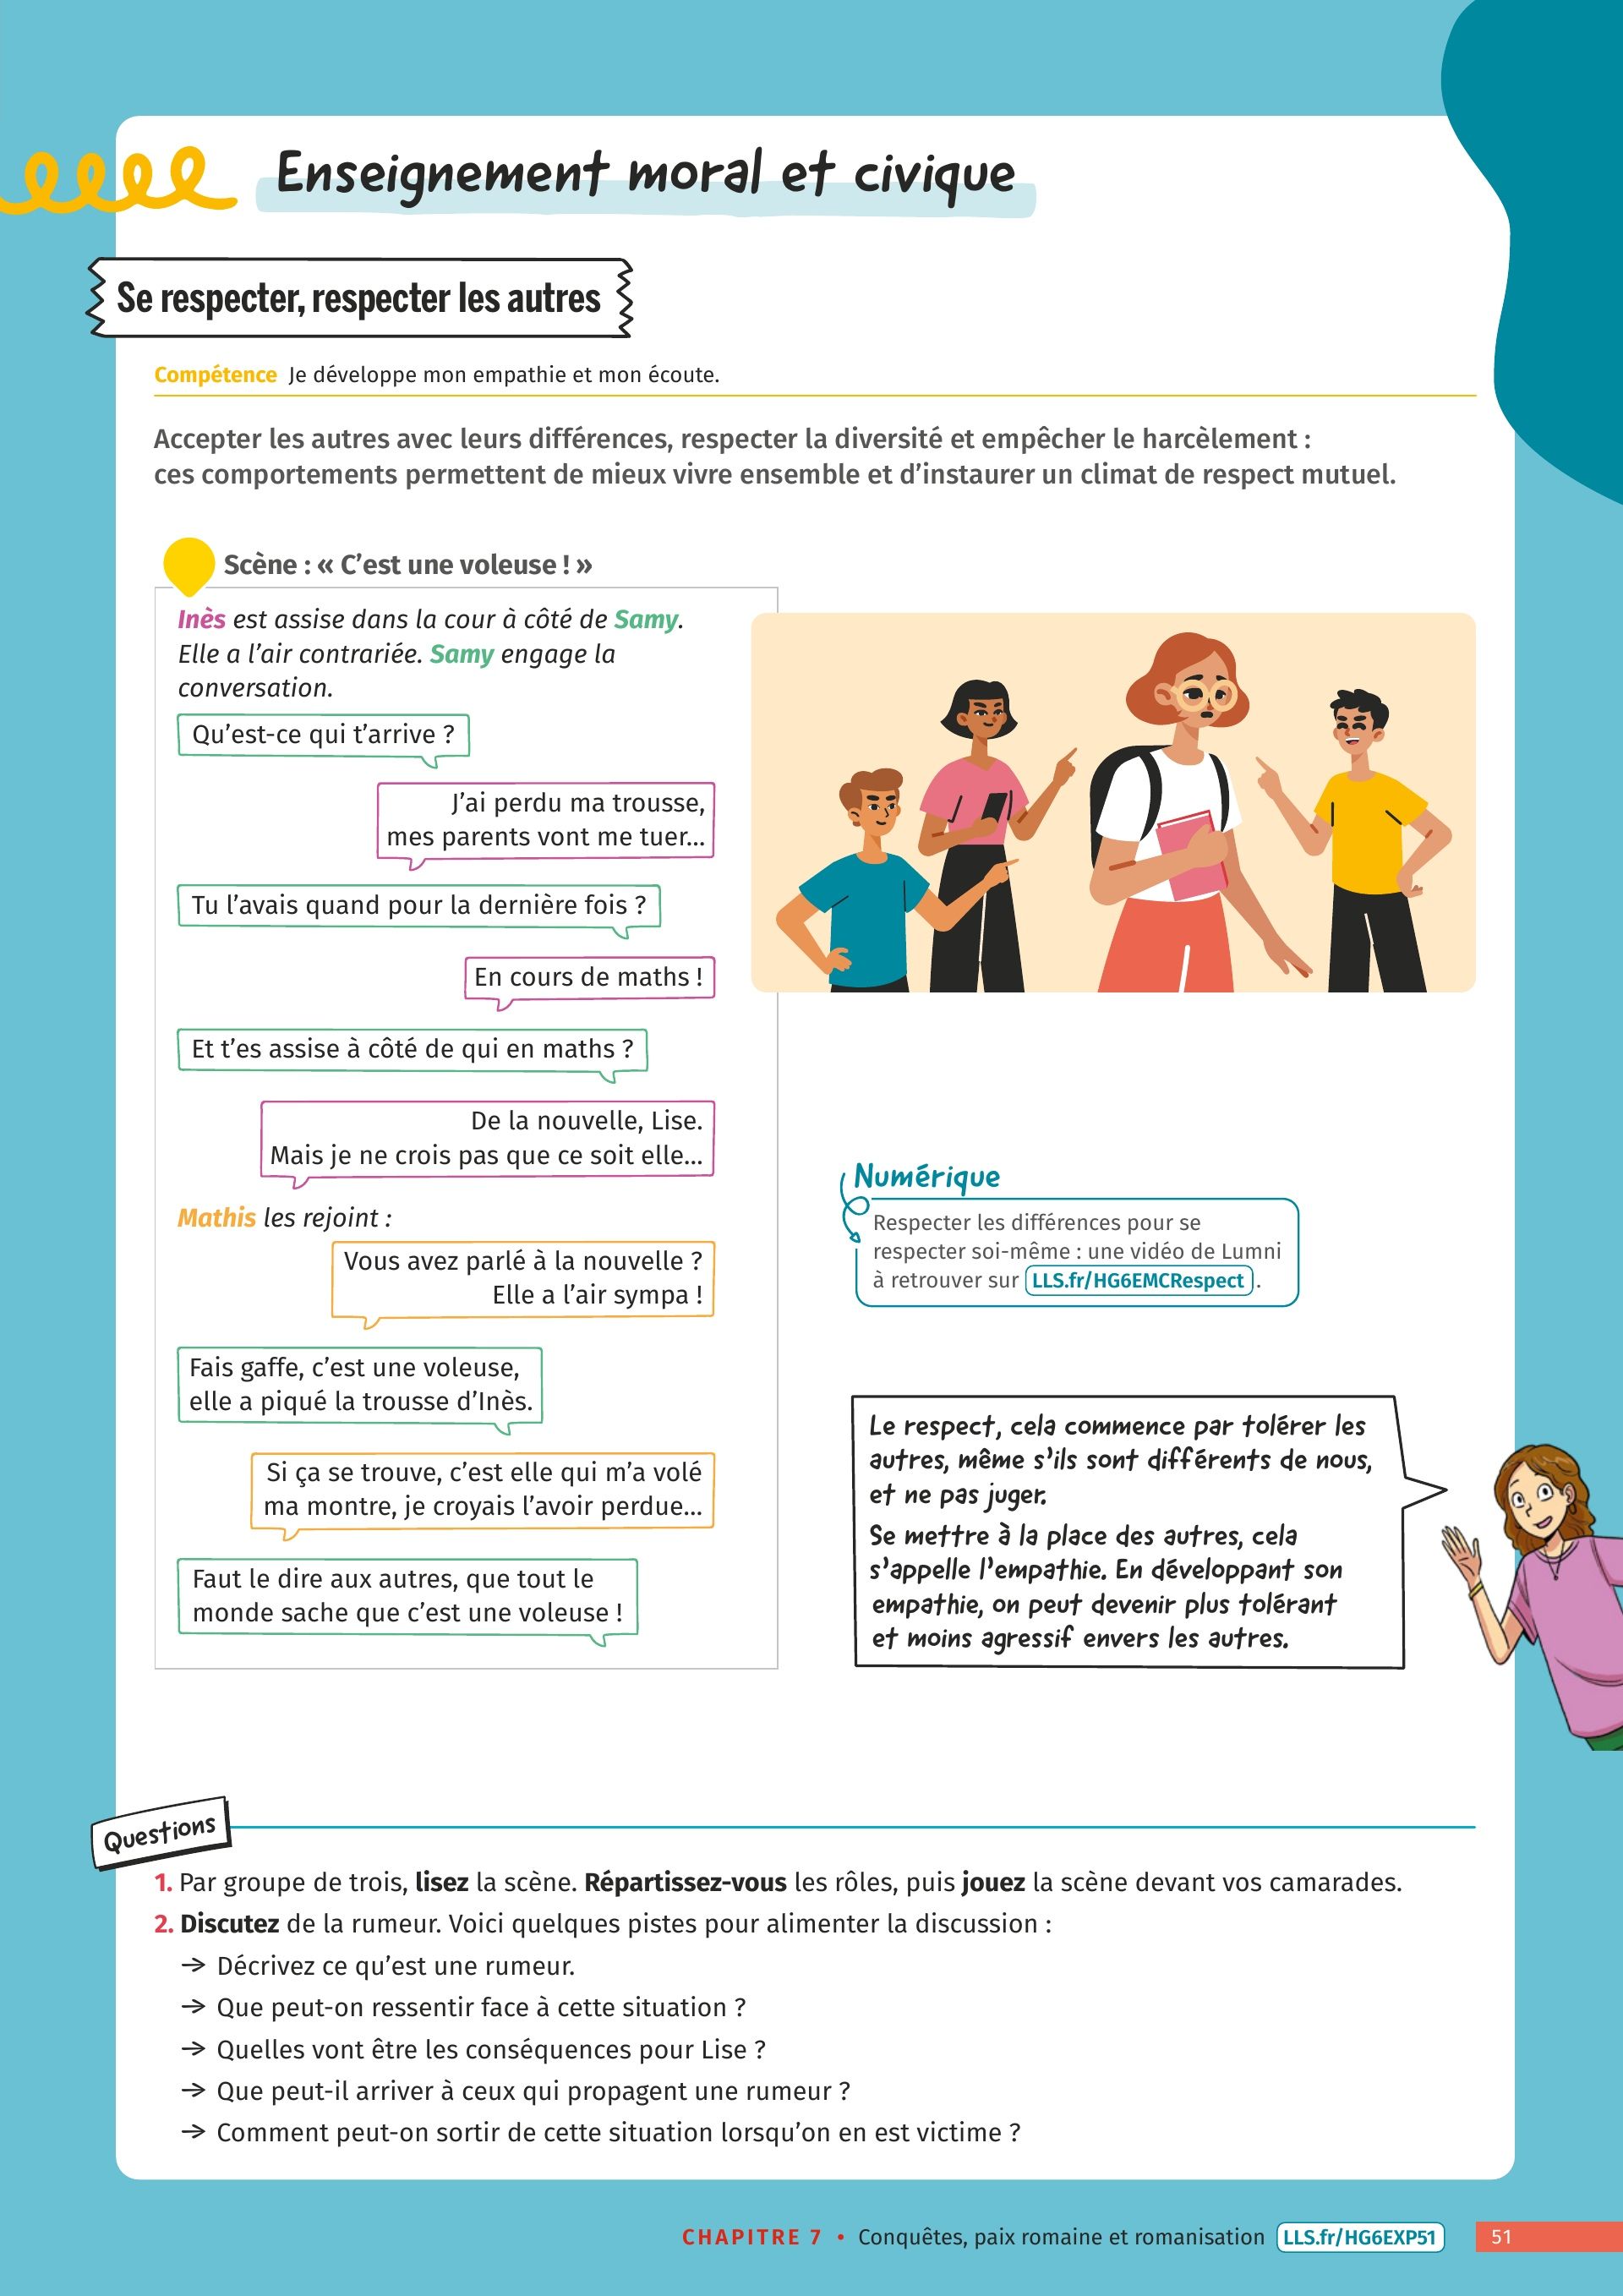 Enseignement moral et civique
Se respecter, respecter les autres
Compétence Je développe mon empathie et mon écoute.
Accepter les autres avec leurs différences, respecter la diversité et empêcher le harcèlement :
ces comportements permettent de mieux vivre ensemble et d’instaurer un climat de respect mutuel.
Scène : « C’est une voleuse ! »
Inès est assise dans la cour à côté de Samy.
Elle a l’air contrariée. Samy engage la
conversation.
Qu’est-ce qui t’arrive ?
J’ai perdu ma trousse,
mes parents vont me tuer…
Tu l’avais quand pour la dernière fois ?
En cours de maths !
Et t’es assise à côté de qui en maths ?
De la nouvelle, Lise.
Mais je ne crois pas que ce soit elle…
Mathis les rejoint :
Vous avez parlé à la nouvelle ?
Elle a l’air sympa !
Fais gaffe, c’est une voleuse,
elle a piqué la trousse d’Inès.
Si ça se trouve, c’est elle qui m’a volé
ma montre, je croyais l’avoir perdue…
Faut le dire aux autres, que tout le
monde sache que c’est une voleuse !
Numérique
Respecter les différences pour se
respecter soi-même : une vidéo de Lumni
à retrouver sur LLS.fr/HG6EMCRespect .
Le respect, cela commence par tolérer les
autres, même s’ils sont différents de nous,
et ne pas juger.
Se mettre à la place des autres, cela
s’appelle l’empathie. En développant son
empathie, on peut devenir plus tolérant
et moins agressif envers les autres.
Questions
1. Par groupe de trois, lisez la scène. Répartissez-vous les rôles, puis jouez la scène devant vos camarades.
2. Discutez de la rumeur. Voici quelques pistes pour alimenter la discussion :
→ Décrivez ce qu’est une rumeur.
→ Que peut-on ressentir face à cette situation ?
→ Quelles vont être les conséquences pour Lise ?
→ Que peut-il arriver à ceux qui propagent une rumeur ?
→ Comment peut-on sortir de cette situation lorsqu’on en est victime ?
CHAPITRE 7 • Conquêtes, paix romaine et romanisation LLS.fr/HG6EXP51 51